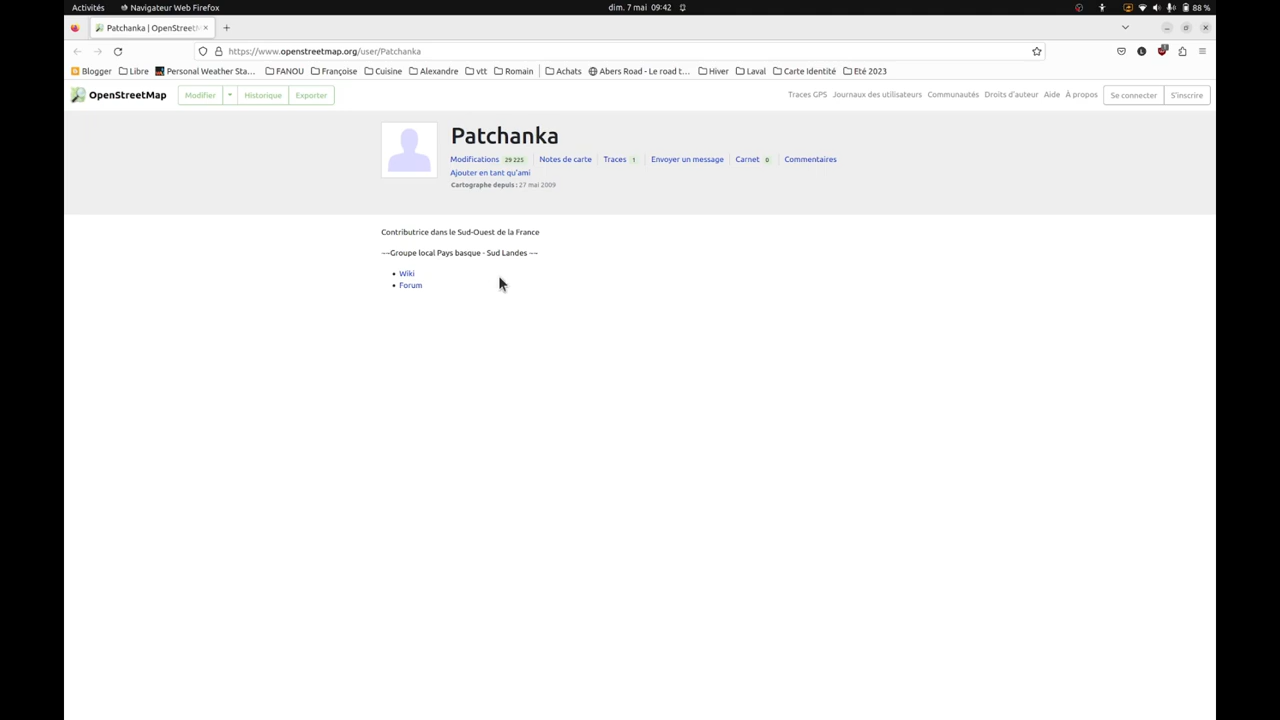 Activités
Navigateur Web Firefox
dim. 7 mai 09:42
88 %
Patchanka | OpenStreetM
https://www.openstreetmap.org/user/Patchanka
Blogger Libre Personal Weather Sta… FANOU Françoise Cuisine Alexandre vtt Romain Achats Abers Road - Le road t… Hiver Laval Carte Identité Eté 2023
OpenStreetMap Modifier Historique Exporter Traces GPS Journaux des utilisateurs Communautés Droits d'auteur Aide À propos Se connecter S'inscrire
Patchanka
Modifications 29 225 Notes de carte Traces 1 Envoyer un message Carnet 0 Commentaires
Ajouter en tant qu'ami
Cartographe depuis : 27 mai 2009
Contributrice dans le Sud-Ouest de la France
~~Groupe local Pays basque - Sud Landes ~~
• Wiki
• Forum